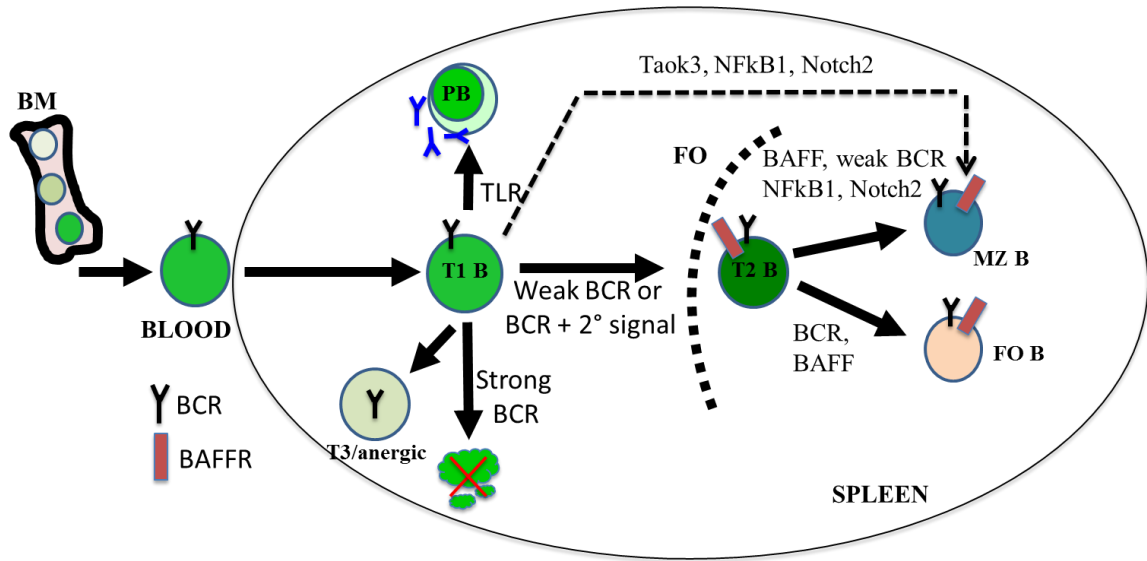 BM
BLOOD
BCR
BAFFR
PB
TLR
T1 B
Weak BCR or
BCR + 2° signal
Strong
BCR
T3/anergic
Taok3, NFkB1, Notch2
FO
T2 B
BAFF, weak BCR
NFkB1, Notch2
MZ B
BCR,
BAFF
FO B
SPLEEN